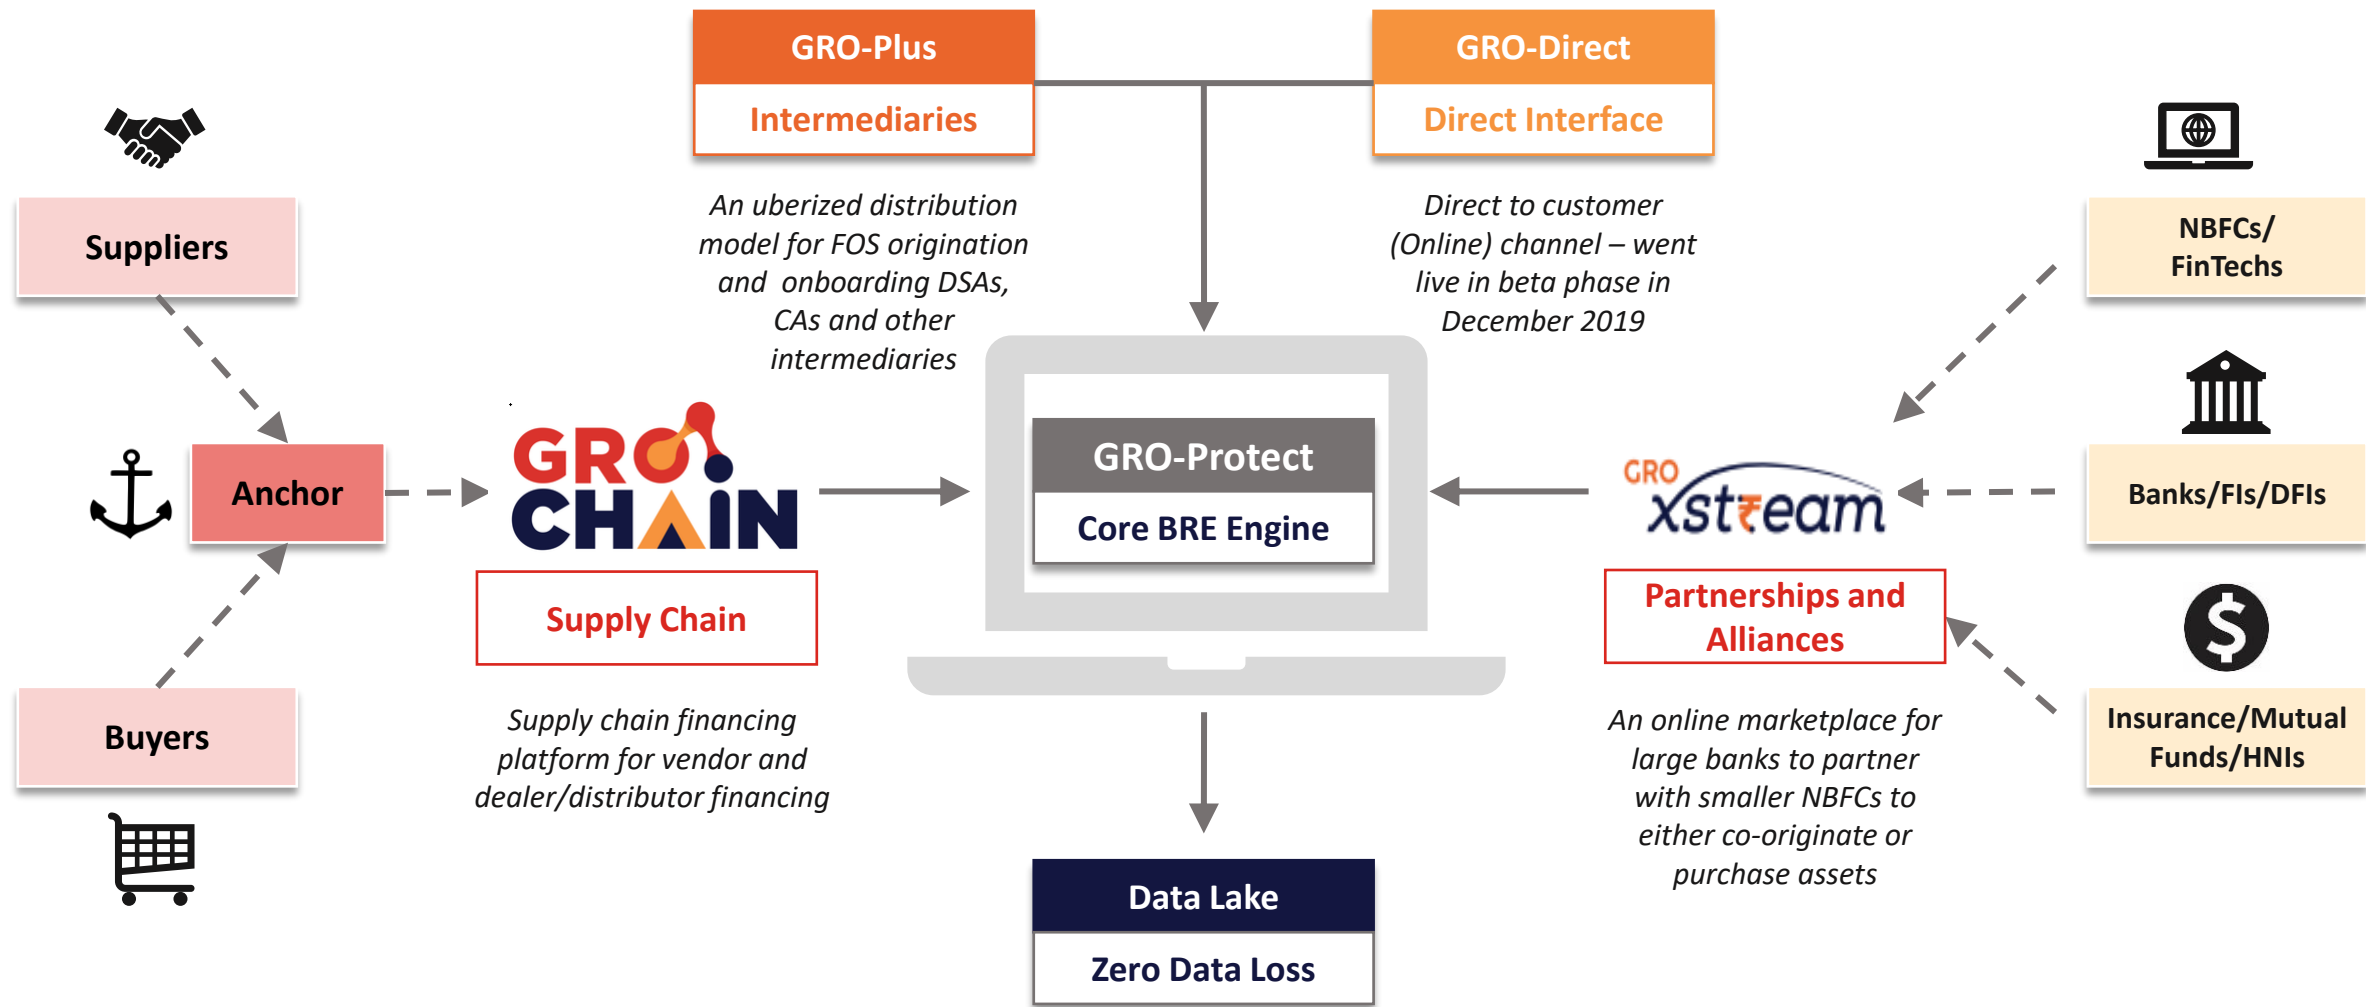 GRO-Plus
Intermediaries
An uberized distribution
model for FOS origination
and onboarding DSAs,
CAs and other
intermediaries
GRO-Direct
Direct Interface
Direct to customer
(Online) channel – went
live in beta phase in
December 2019
Suppliers
Anchor
Buyers
GRO
CHAIN
Supply Chain
Supply chain financing
platform for vendor and
dealer/distributor financing
GRO-Protect
Core BRE Engine
Data Lake
Zero Data Loss
GRO
xst₹eam
Partnerships and
Alliances
An online marketplace for
large banks to partner
with smaller NBFCs to
either co-originate or
purchase assets
NBFCs/
FinTechs
Banks/FIs/DFIs
Insurance/Mutual
Funds/HNIs